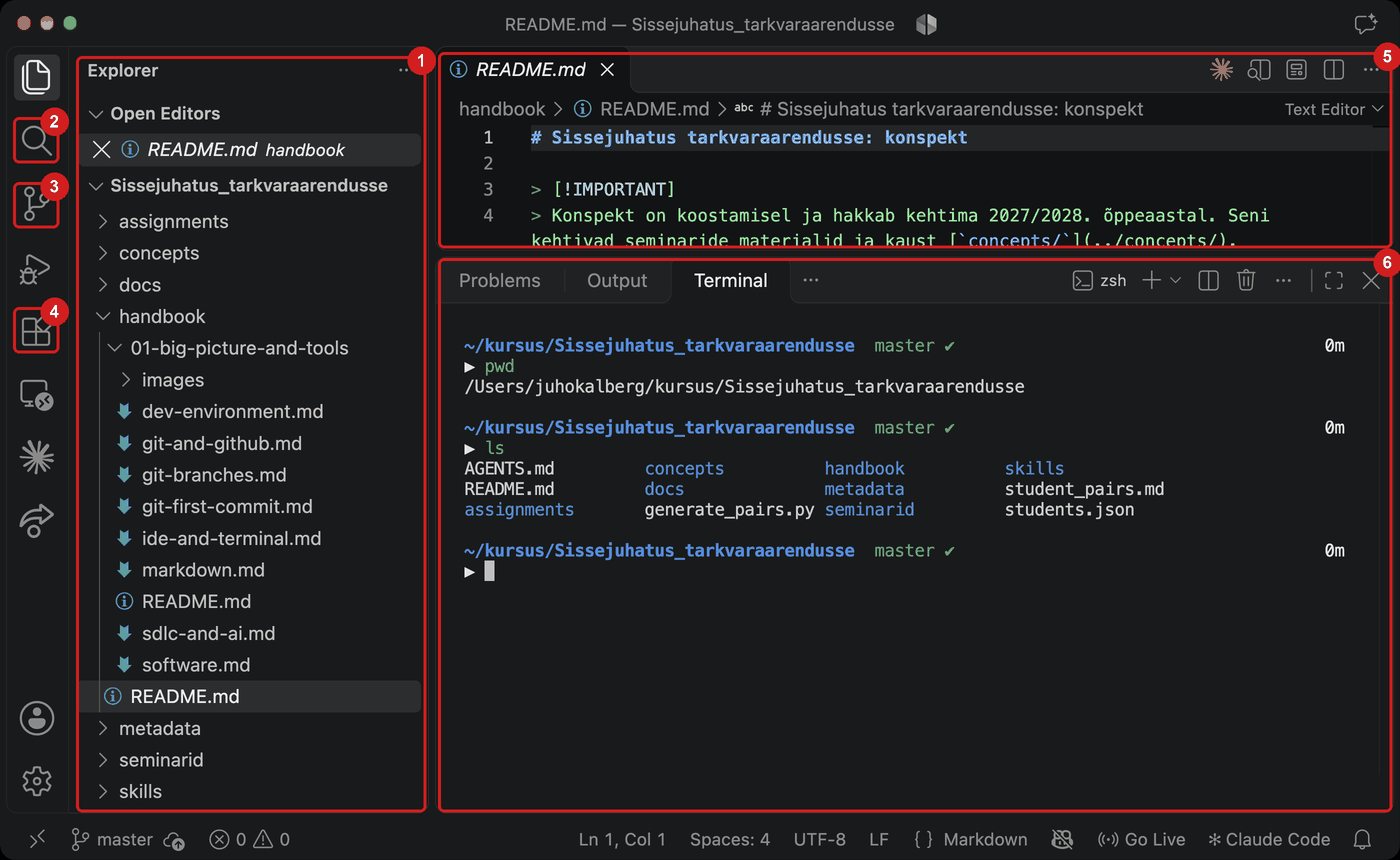 README.md — Sissejuhatus_tarkvaraarendusse
1
Explorer
Open Editors
README.md handbook
Sissejuhatus_tarkvaraarendusse
assignments
concepts
docs
handbook
01-big-picture-and-tools
images
dev-environment.md
git-and-github.md
git-branches.md
git-first-commit.md
ide-and-terminal.md
markdown.md
README.md
sdlc-and-ai.md
software.md
README.md
metadata
seminarid
skills
2
3
4
5
README.md
handbook > README.md > abc # Sissejuhatus tarkvaraarendusse: konspekt
Text Editor
1 # Sissejuhatus tarkvaraarendusse: konspekt
2
3 > [!IMPORTANT]
4 > Konspekt on koostamisel ja hakkab kehtima 2027/2028. õppeaastal. Seni
kehtivad seminaride materjalid ja kaust [`concepts/`](../concepts/).
6
Problems Output Terminal ···
zsh
~/kursus/Sissejuhatus_tarkvaraarendusse master ✔ 0m
▶ pwd
/Users/juhokalberg/kursus/Sissejuhatus_tarkvaraarendusse
~/kursus/Sissejuhatus_tarkvaraarendusse master ✔ 0m
▶ ls
AGENTS.md concepts handbook skills
README.md docs metadata student_pairs.md
assignments generate_pairs.py seminarid students.json
~/kursus/Sissejuhatus_tarkvaraarendusse master ✔ 0m
▶
master 0 0 Ln 1, Col 1 Spaces: 4 UTF-8 LF { } Markdown Go Live Claude Code